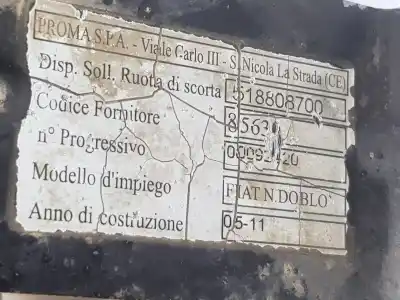 PROMA S.P.A. - Viale Carlo III - S. Nicola La Strada (CE)
Disp. Soll. Ruota di scorta 518808700
Codice Fornitore
n° Progressivo
Modello d'impiego FIAT N.DOBLO'
Anno di costruzione 05-11